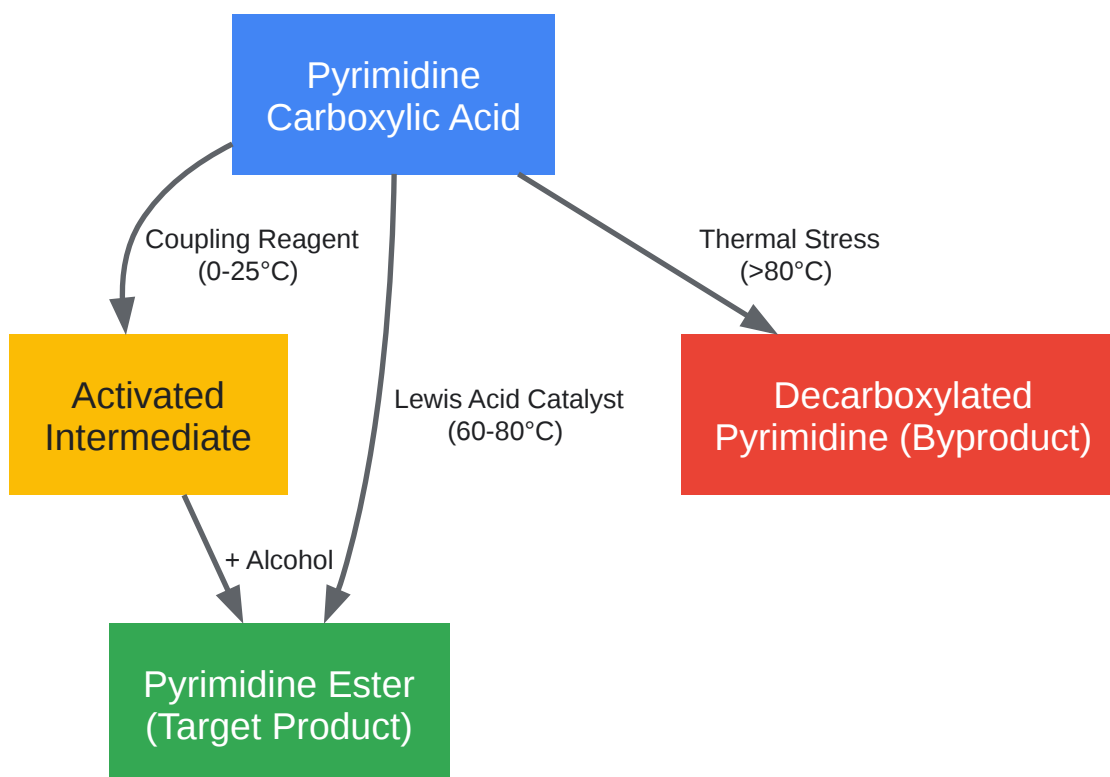 Pyrimidine
Carboxylic Acid
Coupling Reagent
(0-25°C)
Thermal Stress
(>80°C)
Activated
Intermediate
Lewis Acid Catalyst
(60-80°C)
Decarboxylated
Pyrimidine (Byproduct)
+ Alcohol
Pyrimidine Ester
(Target Product)